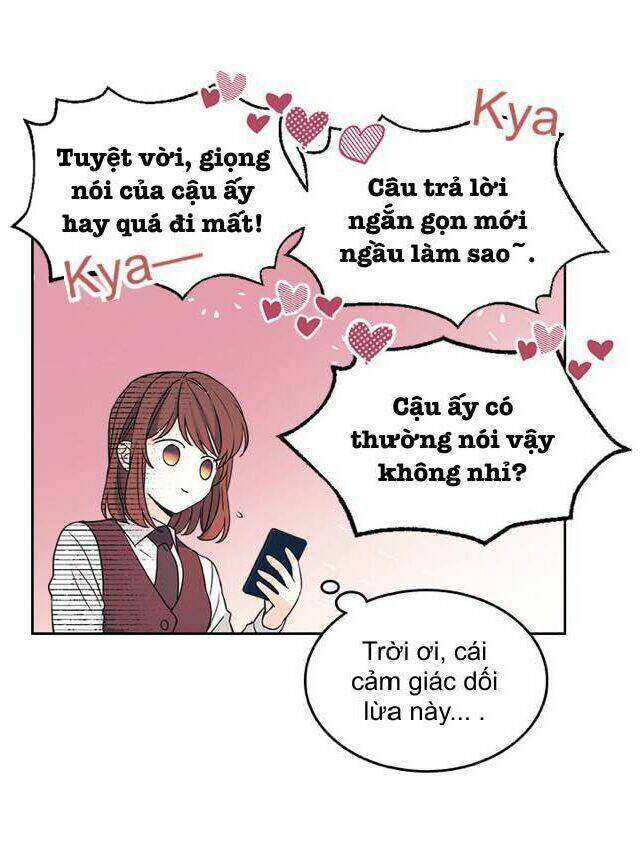 Kya
Tuyệt vời, giọng
nói của cậu ấy
hay quá đi mất!
Câu trả lời
ngắn gọn mới
ngầu làm sao~.
Kya—
Cậu ấy có
thường nói vậy
không nhỉ?
Trời ơi, cái
cảm giác dối
lừa này... .